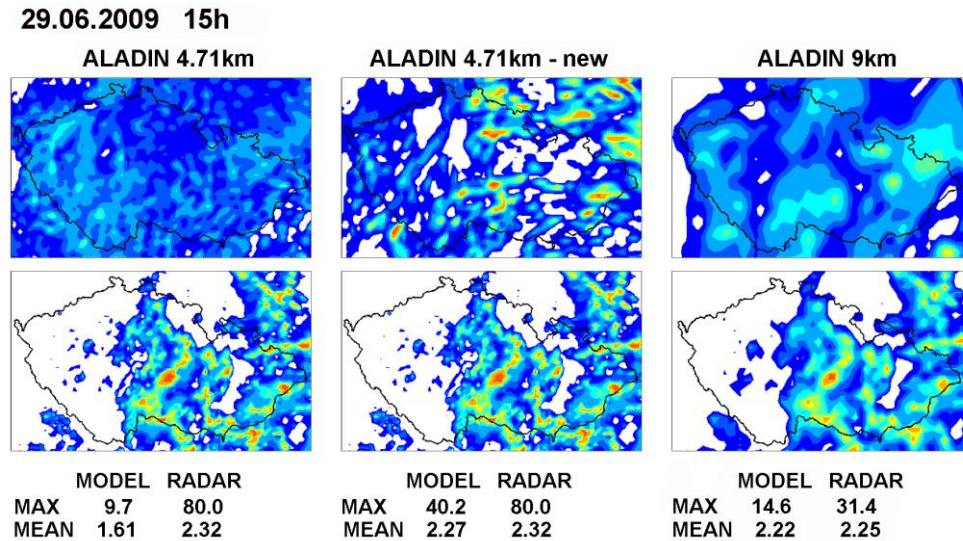 29.06.2009 15h
ALADIN 4.71km
ALADIN 4.71km - new
ALADIN 9km
MODEL RADAR
MAX 9.7 80.0
MEAN 1.61 2.32
MODEL RADAR
MAX 40.2 80.0
MEAN 2.27 2.32
MODEL RADAR
MAX 14.6 31.4
MEAN 2.22 2.25